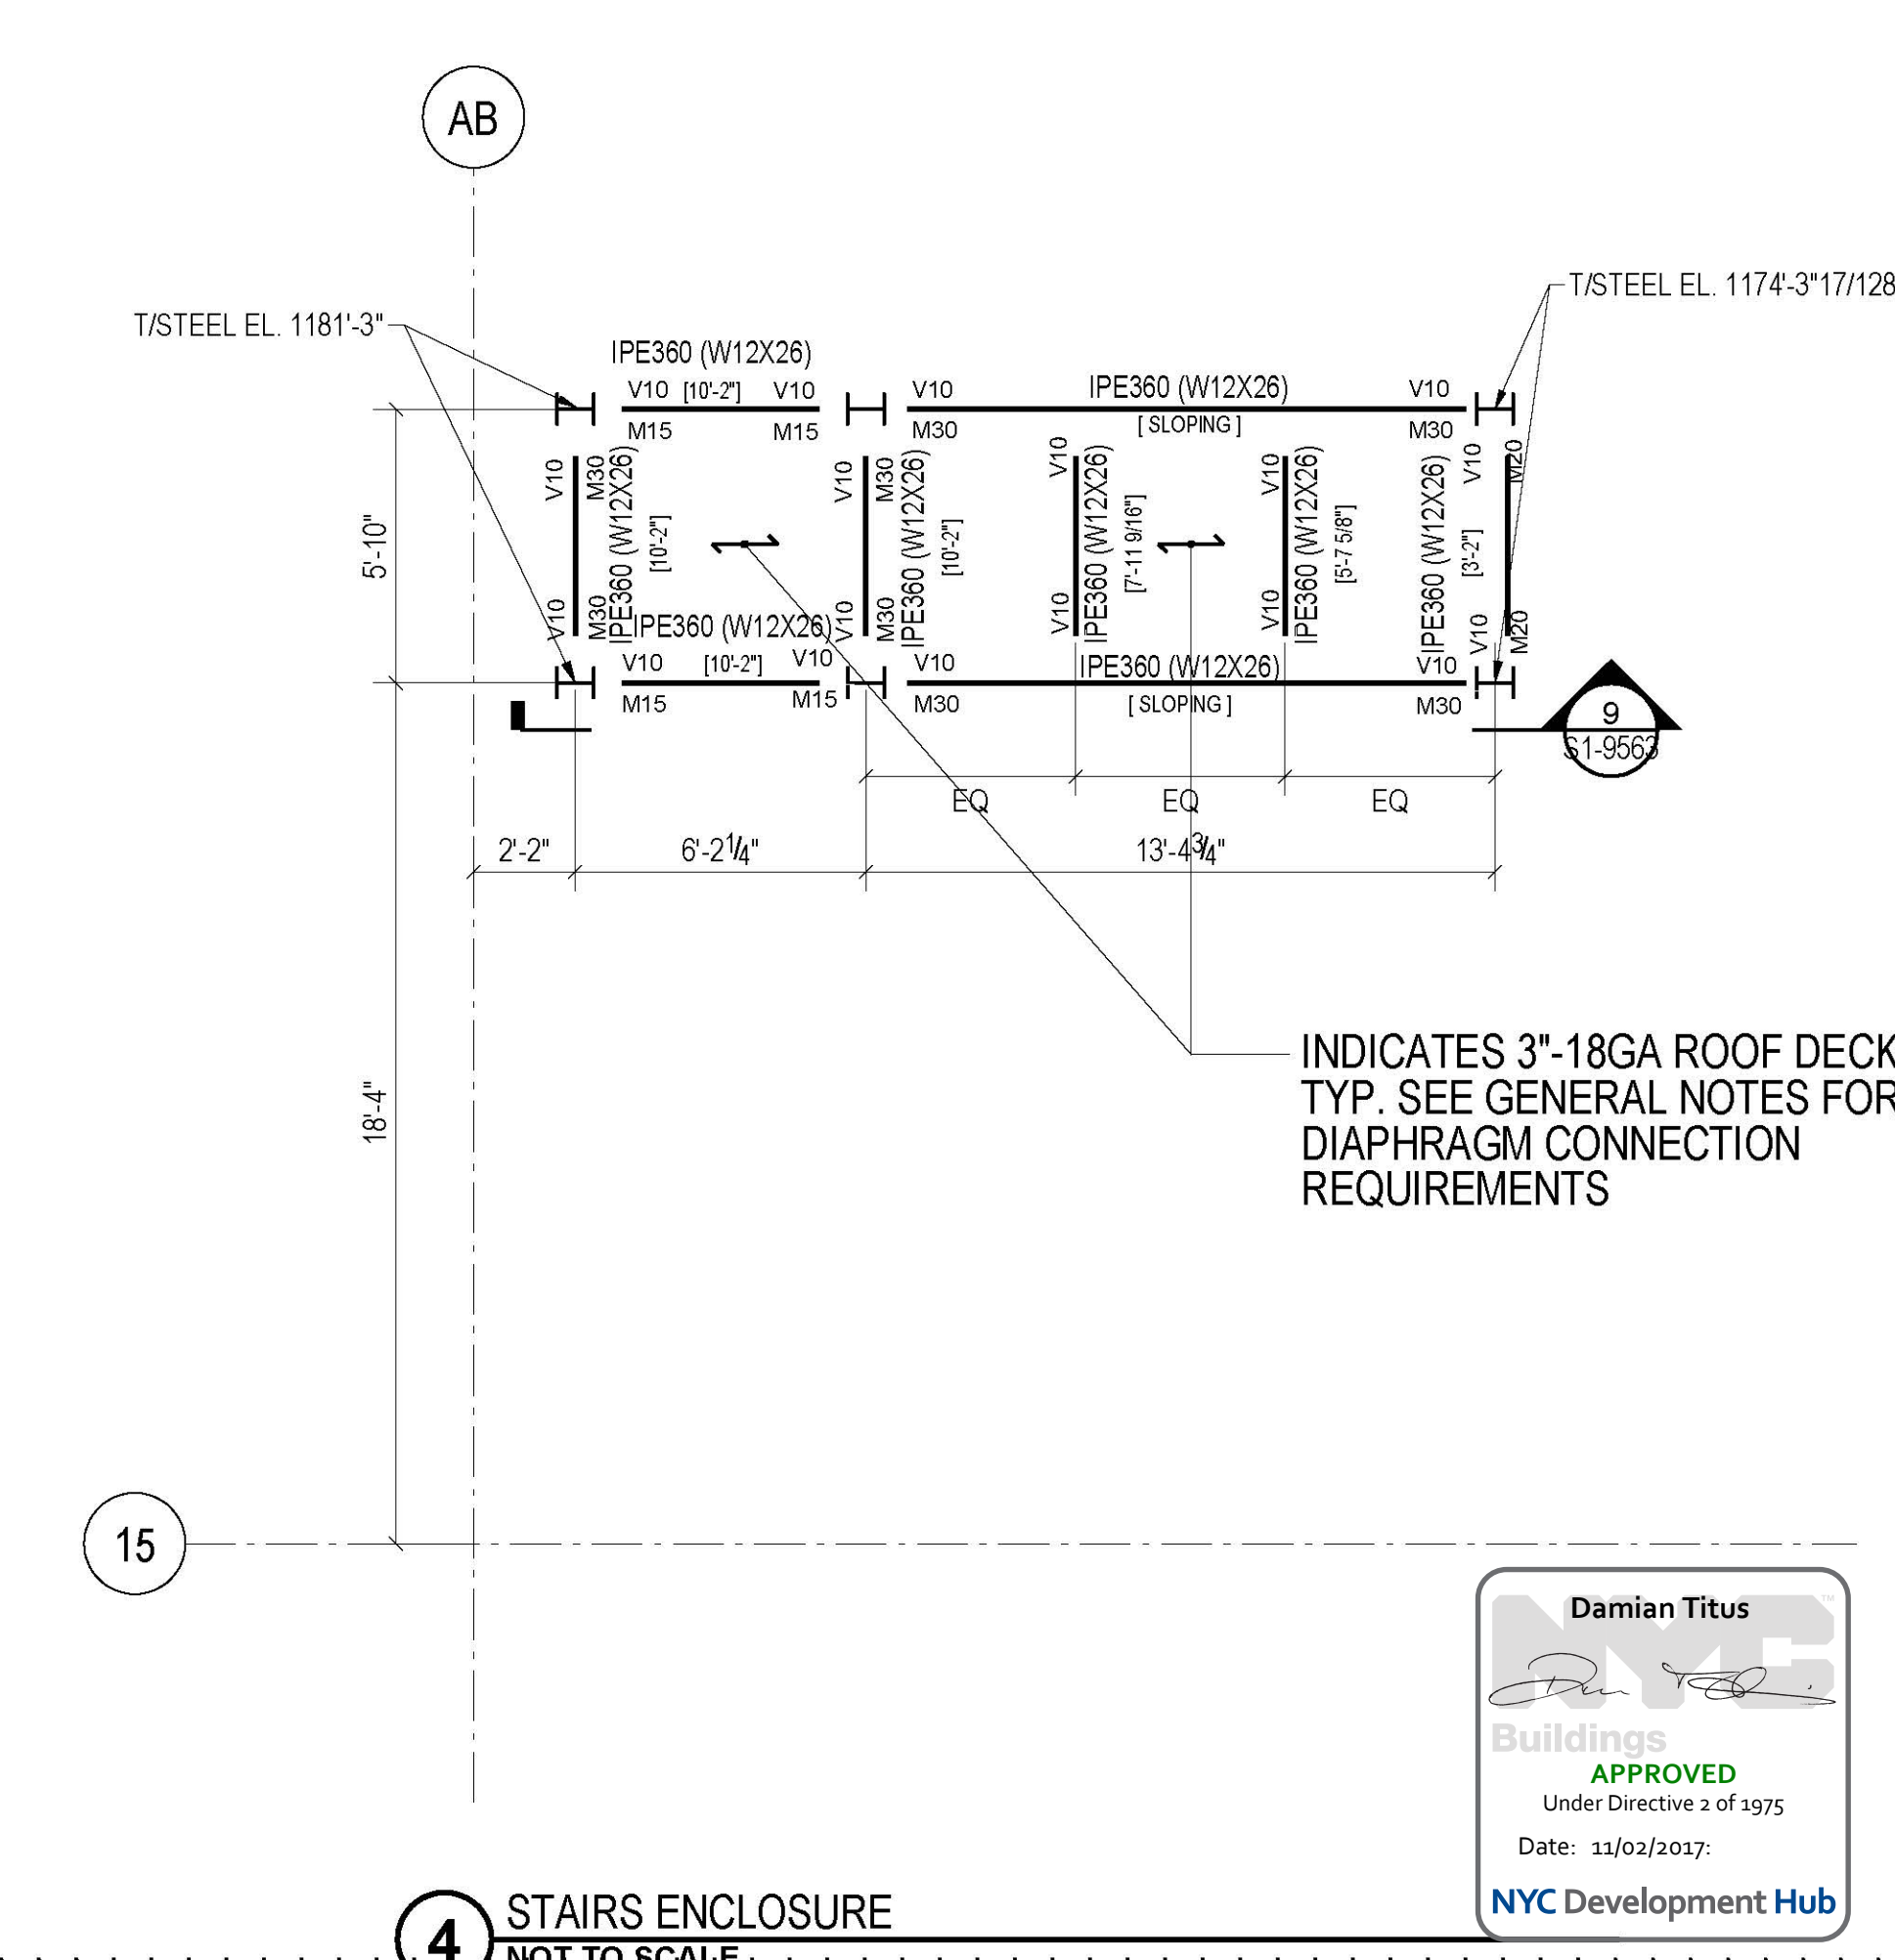 AB
T/STEEL EL. 1174'-3"17/128
T/STEEL EL. 1181'-3"
IPE360 (W12X26)
V10 [10'-2"] V10
M15 M15
V10 IPE360 (W12X26) V10
M30 [ SLOPING ] M30
5'-10"
V10 M30
IPE360 (W12X26)
[10'-2"]
V10 M30
V10 M30
IPE360 (W12X26)
[10'-2"]
V10 M30
V10
IPE360 (W12X26)
[7'-11 9/16"]
V10
V10
IPE360 (W12X26)
[5'-7 5/8"]
V10
IPE360 (W12X26)
[3'-2"]
V10 M20
V10 M20
IPE360 (W12X26)
V10 [10'-2"] V10
M15 M15
V10 IPE360 (W12X26) V10
M30 [ SLOPING ] M30
9
S1-9563
EQ EQ EQ
2'-2" 6'-2 1/4" 13'-4 3/4"
INDICATES 3"-18GA ROOF DECK
TYP. SEE GENERAL NOTES FOR
DIAPHRAGM CONNECTION
REQUIREMENTS
18'-4"
15
Damian Titus
NYC
Buildings
APPROVED
Under Directive 2 of 1975
Date: 11/02/2017:
NYC Development Hub
4
STAIRS ENCLOSURE
NOT TO SCALE